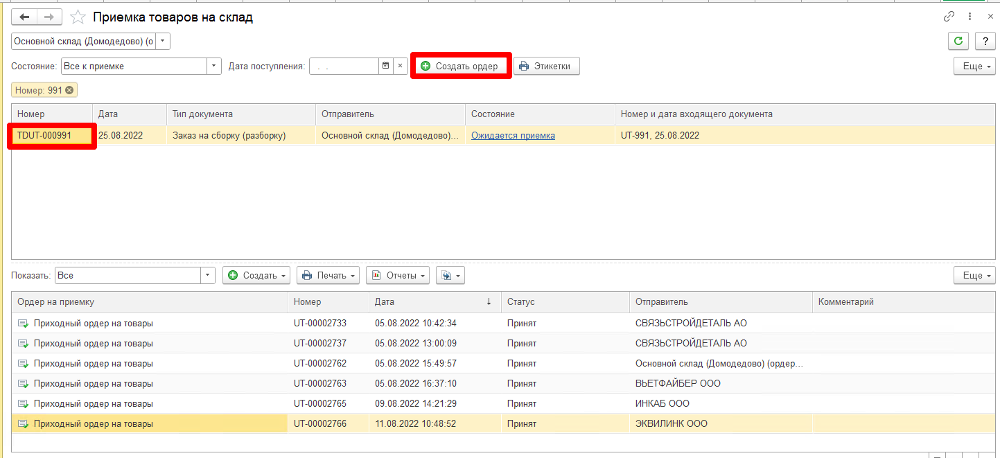 Приемка товаров на склад
Основной склад (Домодедово) (о
?
Состояние: Все к приемке Дата поступления: . . Создать ордер Этикетки Еще
Номер: 991
Номер Дата Тип документа Отправитель Состояние Номер и дата входящего документа
TDUT-000991 25.08.2022 Заказ на сборку (разборку) Основной склад (Домодедово)... Ожидается приемка UT-991, 25.08.2022
Показать: Все Создать Печать Отчеты Еще
Ордер на приемку Номер Дата ↓ Статус Отправитель Комментарий
Приходный ордер на товары UT-00002733 05.08.2022 10:42:34 Принят СВЯЗЬСТРОЙДЕТАЛЬ АО
Приходный ордер на товары UT-00002737 05.08.2022 13:00:09 Принят СВЯЗЬСТРОЙДЕТАЛЬ АО
Приходный ордер на товары UT-00002762 05.08.2022 15:49:57 Принят Основной склад (Домодедово) (ордер...
Приходный ордер на товары UT-00002763 05.08.2022 16:37:10 Принят ВЬЕТФАЙБЕР ООО
Приходный ордер на товары UT-00002765 09.08.2022 14:21:29 Принят ИНКАБ ООО
Приходный ордер на товары UT-00002766 11.08.2022 10:48:52 Принят ЭКВИЛИНК ООО